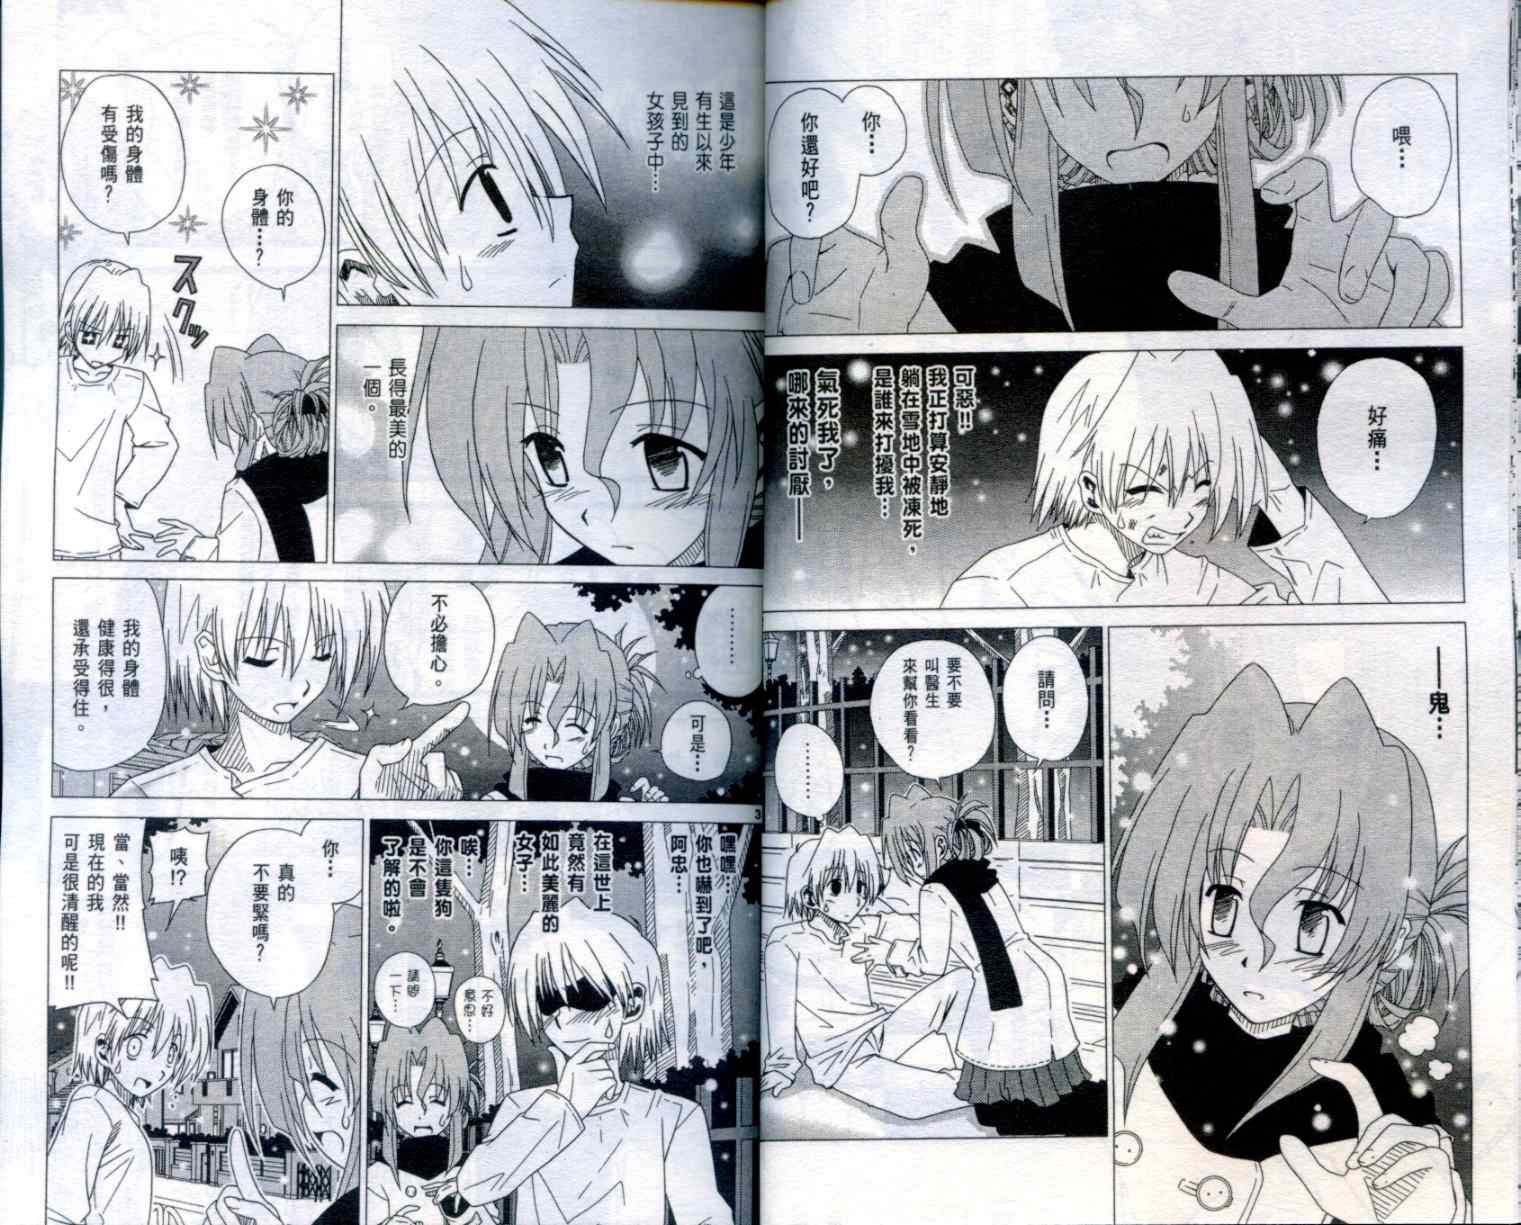 喂…
你…
你還好吧？
好痛…
可惡!!
我正打算安靜地
躺在雪地中被凍死，
是誰來打擾我…
氣死我了，
哪來的討厭──
──鬼…
請問…
要不要
叫醫生
來幫你看看？
………
這是少年
有生以來
見到的
女孩子中…
長得最美的
一個。
你的
身體…？
我的身體
有受傷嗎？
スクッ
………
可是…
不必擔心。
我的身體
健康得很，
還承受得住。
嘿嘿…
你也嚇到了吧，
阿忠…
在這世上
竟然有
如此美麗的
女子…
唉…
你這隻狗
是不會
了解的啦。
不好
意思…
請問
一下…
你…
真的
不要緊嗎？
咦!?
當、當然!!
現在的我
可是很清醒的呢!!
3